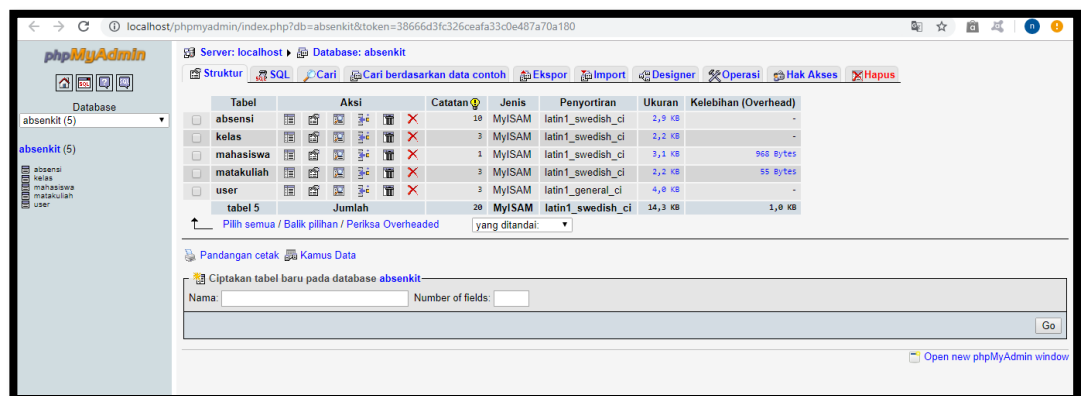 localhost/phpmyadmin/index.php?db=absenkit&token=38666d3fc326ceafa33c0e487a70a180
n
phpMyAdmin
SQL
Database
absenkit (5)
absenkit (5)
absensi
kelas
mahasiswa
matakuliah
user
Server: localhost Database: absenkit
Struktur SQL Cari Cari berdasarkan data contoh Ekspor Import Designer Operasi Hak Akses Hapus
Tabel Aksi Catatan Jenis Penyortiran Ukuran Kelebihan (Overhead)
absensi 10 MyISAM latin1_swedish_ci 2,9 KB -
kelas 3 MyISAM latin1_swedish_ci 2,2 KB -
mahasiswa 1 MyISAM latin1_swedish_ci 3,1 KB 968 Bytes
matakuliah 3 MyISAM latin1_swedish_ci 2,2 KB 55 Bytes
user 3 MyISAM latin1_general_ci 4,0 KB -
tabel 5 Jumlah 20 MyISAM latin1_swedish_ci 14,3 KB 1,0 KB
Pilih semua / Balik pilihan / Periksa Overheaded yang ditandai:
Pandangan cetak Kamus Data
Ciptakan tabel baru pada database absenkit
Nama: Number of fields:
Go
Open new phpMyAdmin window